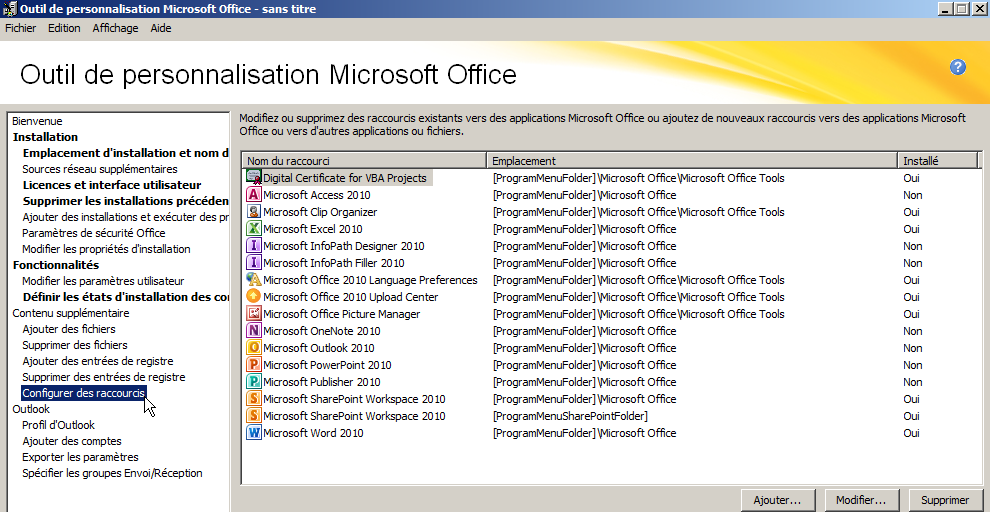 Outil de personalisation Microsoft Office - sans titre
Fichier Edition Affichage Aide
Outil de personnalisation Microsoft Office
?
Bienvenue
Installation
Emplacement d'installation et nom d
Sources réseau supplémentaires
Licences et interface utilisateur
Supprimer les installations précéden
Ajouter des installations et exécuter des pr
Paramètres de sécurité Office
Modifier les propriétés d'installation
Fonctionnalités
Modifier les paramètres utilisateur
Définir les états d'installation des co
Contenu supplémentaire
Ajouter des fichiers
Supprimer des fichiers
Ajouter des entrées de registre
Supprimer des entrées de registre
Configurer des raccourcis
Outlook
Profil d'Outlook
Ajouter des comptes
Exporter les paramètres
Spécifier les groupes Envoi/Réception
Modifiez ou supprimez des raccourcis existants vers des applications Microsoft Office ou ajoutez de nouveaux raccourcis vers des applications Microsoft
Office ou vers d'autres applications ou fichiers.
Nom du raccourci Emplacement Installé
Digital Certificate for VBA Projects [ProgramMenuFolder]\Microsoft Office\Microsoft Office Tools Oui
Microsoft Access 2010 [ProgramMenuFolder]\Microsoft Office Non
Microsoft Clip Organizer [ProgramMenuFolder]\Microsoft Office\Microsoft Office Tools Oui
Microsoft Excel 2010 [ProgramMenuFolder]\Microsoft Office Oui
Microsoft InfoPath Designer 2010 [ProgramMenuFolder]\Microsoft Office Non
Microsoft InfoPath Filler 2010 [ProgramMenuFolder]\Microsoft Office Non
Microsoft Office 2010 Language Preferences [ProgramMenuFolder]\Microsoft Office\Microsoft Office Tools Oui
Microsoft Office 2010 Upload Center [ProgramMenuFolder]\Microsoft Office\Microsoft Office Tools Oui
Microsoft Office Picture Manager [ProgramMenuFolder]\Microsoft Office\Microsoft Office Tools Oui
Microsoft OneNote 2010 [ProgramMenuFolder]\Microsoft Office Non
Microsoft Outlook 2010 [ProgramMenuFolder]\Microsoft Office Non
Microsoft PowerPoint 2010 [ProgramMenuFolder]\Microsoft Office Non
Microsoft Publisher 2010 [ProgramMenuFolder]\Microsoft Office Non
Microsoft SharePoint Workspace 2010 [ProgramMenuFolder]\Microsoft Office Oui
Microsoft SharePoint Workspace 2010 [ProgramMenuSharePointFolder] Oui
Microsoft Word 2010 [ProgramMenuFolder]\Microsoft Office Oui
Ajouter... Modifier... Supprimer